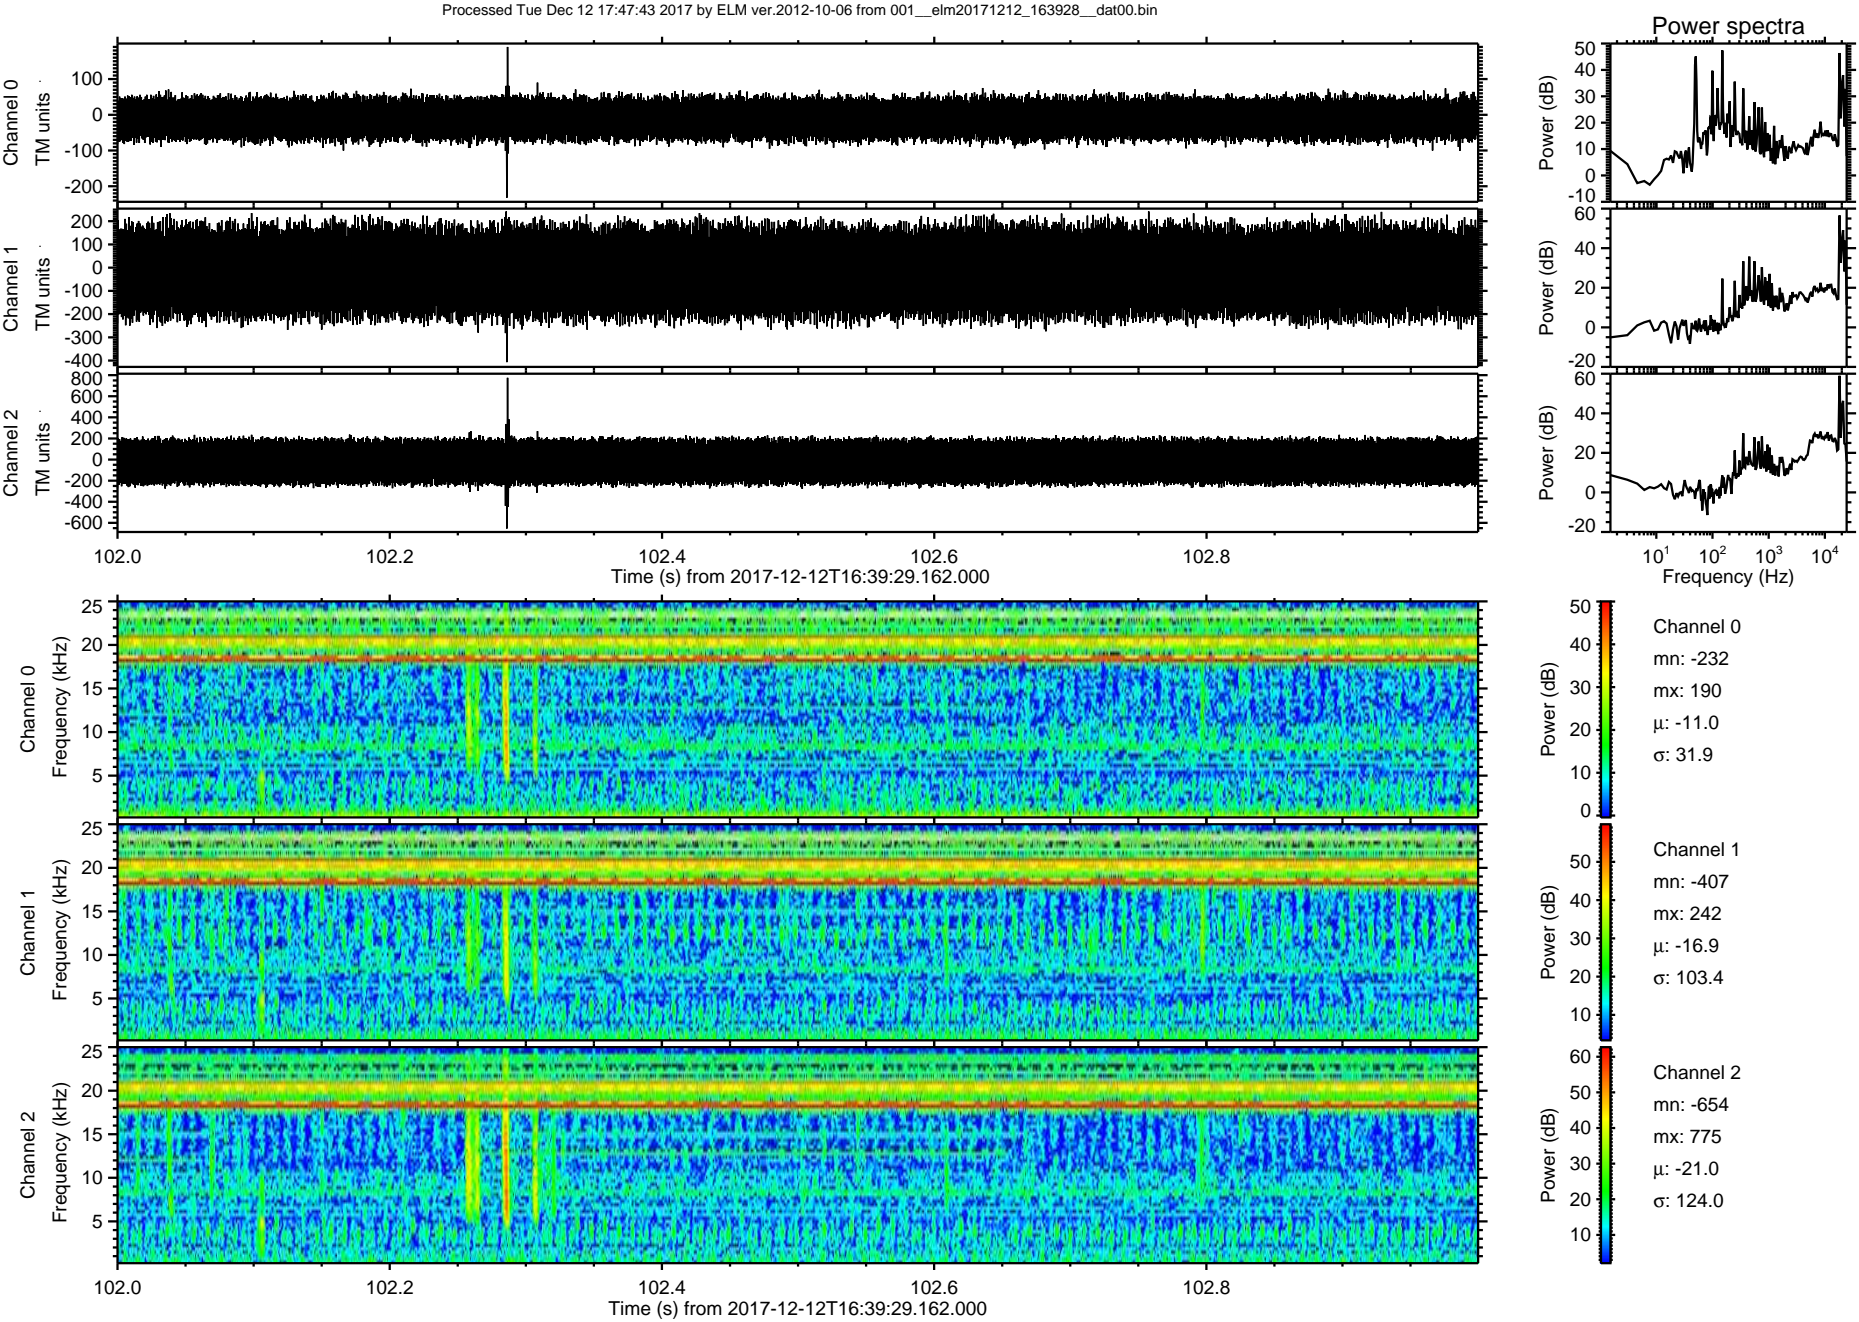 Processed Tue Dec 12 17:47:43 2017 by ELM ver.2012-10-06 from 001__elm20171212_163928__dat00.bin
Power spectra
Channel 0
TM units
100
0
-100
-200
Power (dB)
50
40
30
20
10
0
-10
Channel 1
TM units
200
100
0
-100
-200
-300
-400
Power (dB)
60
40
20
0
-20
Channel 2
TM units
800
600
400
200
0
-200
-400
-600
Power (dB)
60
40
20
0
-20
102.0 102.2 102.4 102.6 102.8
Time (s) from 2017-12-12T16:39:29.162.000
10^1 10^2 10^3 10^4
Frequency (Hz)
Channel 0
Frequency (kHz)
25
20
15
10
5
Power (dB)
50
40
30
20
10
0
Channel 0
mn: -232
mx: 190
μ: -11.0
σ: 31.9
Channel 1
Frequency (kHz)
25
20
15
10
5
Power (dB)
50
40
30
20
10
Channel 1
mn: -407
mx: 242
μ: -16.9
σ: 103.4
Channel 2
Frequency (kHz)
25
20
15
10
5
Power (dB)
60
50
40
30
20
10
Channel 2
mn: -654
mx: 775
μ: -21.0
σ: 124.0
102.0 102.2 102.4 102.6 102.8
Time (s) from 2017-12-12T16:39:29.162.000